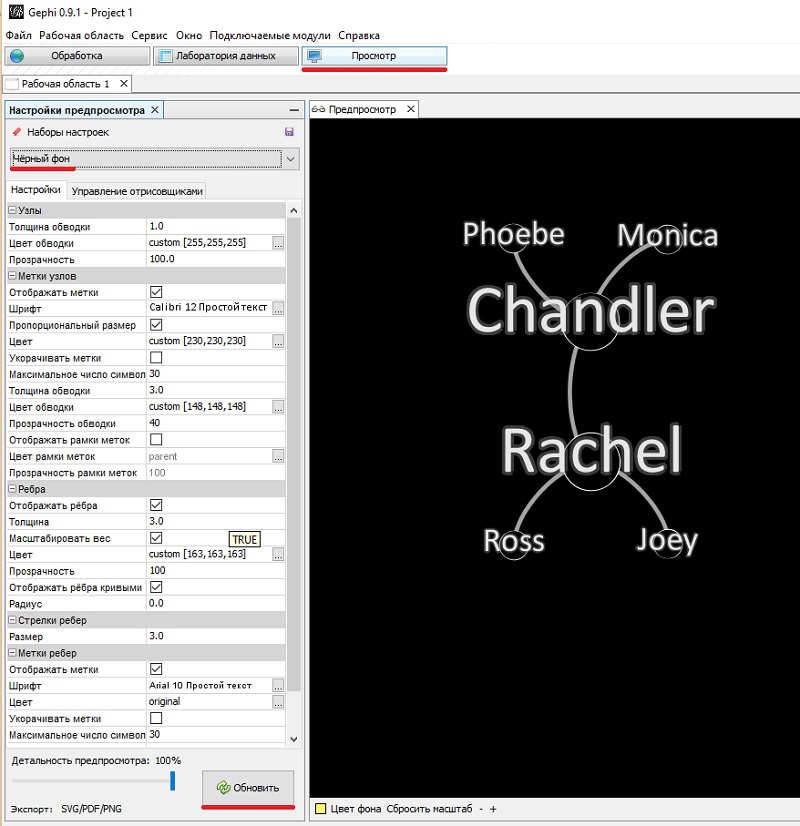 Gephi 0.9.1 - Project 1
Файл Рабочая область Сервис Окно Подключаемые модули Справка
Обработка Лаборатория данных Просмотр
Рабочая область 1
Настройки предпросмотра
Предпросмотр
Наборы настроек
Чёрный фон
Настройки Управление отрисовщиками
Узлы
Толщина обводки 1.0
Цвет обводки custom [255,255,255] ...
Прозрачность 100.0
Метки узлов
Отображать метки
Шрифт Calibri 12 Простой текст ...
Пропорциональный размер
Цвет custom [230,230,230] ...
Укорачивать метки
Максимальное число символ 30
Толщина обводки 3.0
Цвет обводки custom [148,148,148] ...
Прозрачность обводки 40
Отображать рамки меток
Цвет рамки меток parent ...
Прозрачность рамки меток 100
Ребра
Отображать рёбра
Толщина 3.0
Масштабировать вес TRUE
Цвет custom [163,163,163] ...
Прозрачность 100
Отображать рёбра кривыми
Радиус 0.0
Стрелки ребер
Размер 3.0
Метки ребер
Отображать метки
Шрифт Arial 10 Простой текст ...
Цвет original ...
Укорачивать метки
Максимальное число символ 30
Детальность предпросмотра: 100%
Обновить
Экспорт: SVG/PDF/PNG
Phoebe Monica
Chandler
Rachel
Ross Joey
Цвет фона Сбросить масштаб - +